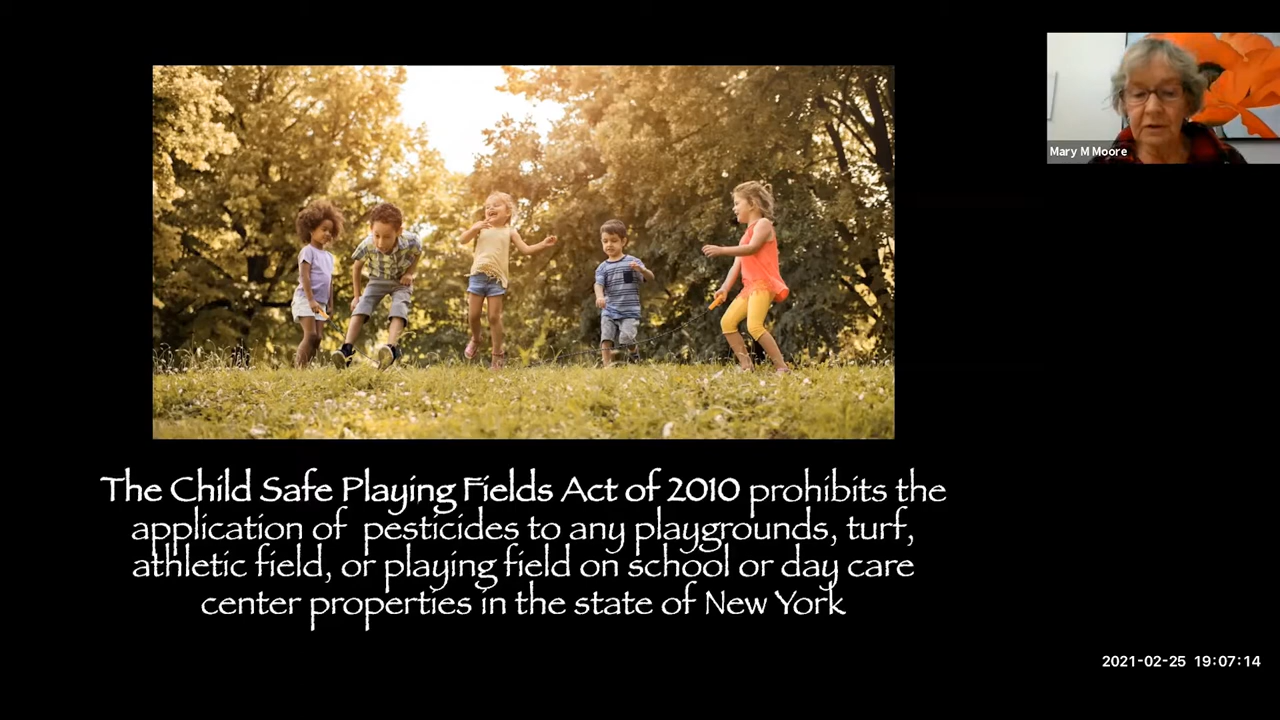 Mary M Moore
The Child Safe Playing Fields Act of 2010 prohibits the
application of pesticides to any playgrounds, turf,
athletic field, or playing field on school or day care
center properties in the state of New York
2021-02-25 19:07:14